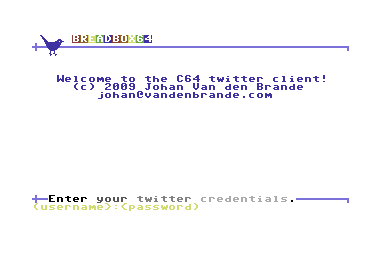 BREADBOX64
Welcome to the C64 twitter client!
(c) 2009 Johan Van den Brande
johan@vandenbrande.com
Enter your twitter credentials.
(username):(password)